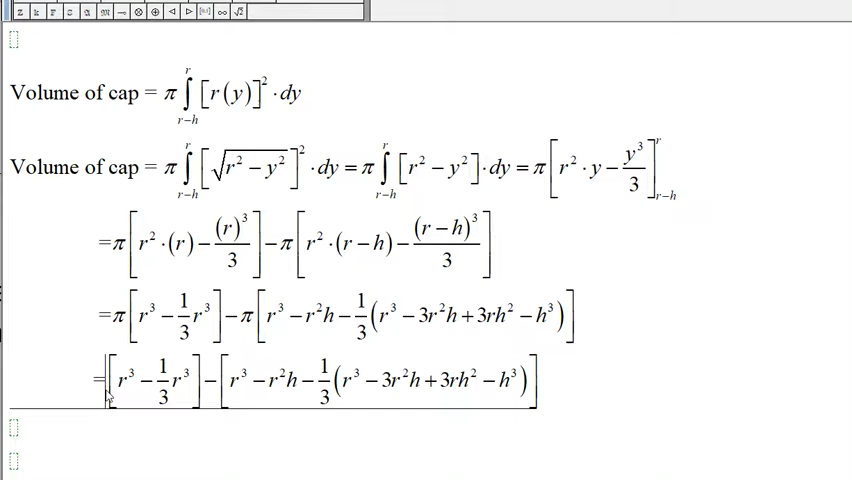 Volume of cap = π ∫_{r−h}^{r} [r(y)]² · dy
Volume of cap = π ∫_{r−h}^{r} [√(r² − y²)]² · dy = π ∫_{r−h}^{r} [r² − y²] · dy = π [r² · y − y³/3]_{r−h}^{r}
=π [r² · (r) − (r)³/3] − π [r² · (r − h) − (r − h)³/3]
=π [r³ − 1/3 r³] − π [r³ − r²h − 1/3 (r³ − 3r²h + 3rh² − h³)]
=[r³ − 1/3 r³] − [r³ − r²h − 1/3 (r³ − 3r²h + 3rh² − h³)]